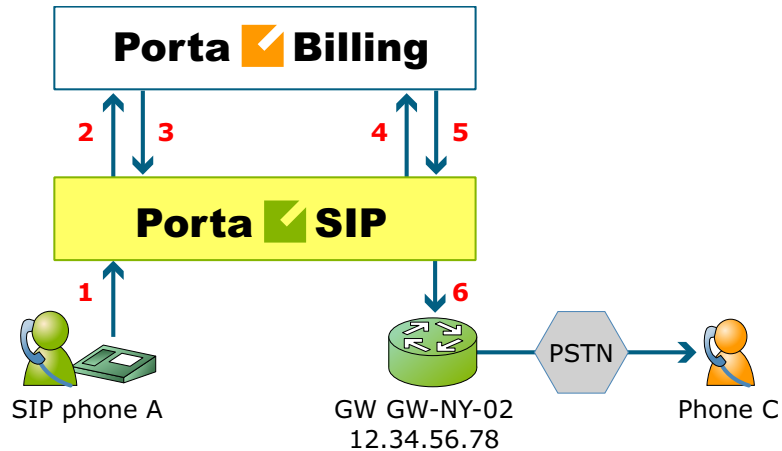 Porta Billing
2
3
4
5
Porta SIP
1
6
PSTN
SIP phone A
GW GW-NY-02
12.34.56.78
Phone C